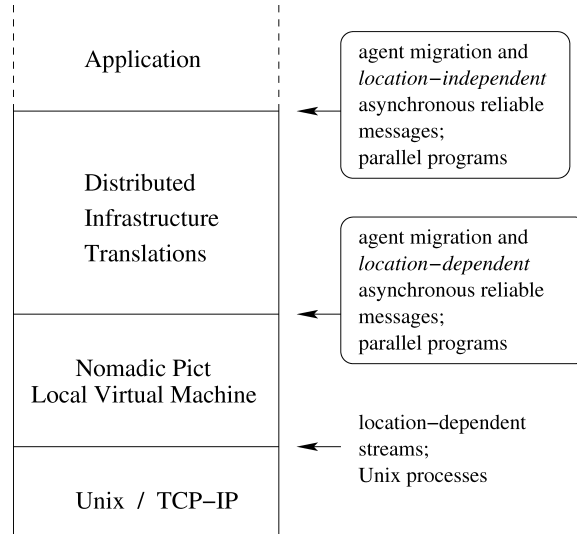 Application
agent migration and
location−independent
asynchronous reliable
messages;
parallel programs
Distributed
Infrastructure
Translations
agent migration and
location−dependent
asynchronous reliable
messages;
parallel programs
Nomadic Pict
Local Virtual Machine
location−dependent
streams;
Unix processes
Unix / TCP−IP